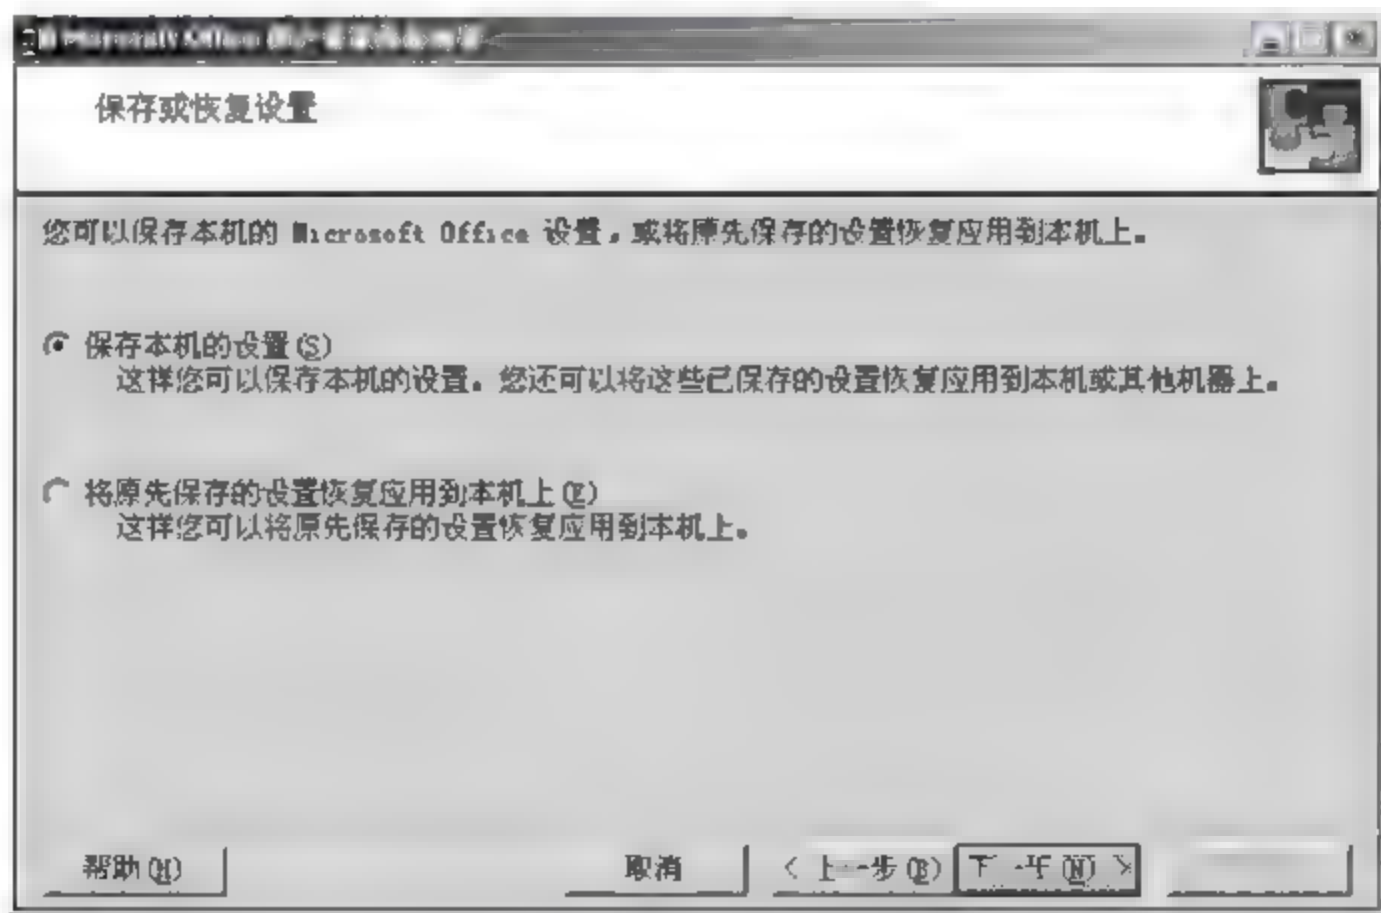 Microsoft Office
保存或恢复设置
您可以保存本机的 Microsoft Office 设置，或将原先保存的设置恢复应用到本机上。
保存本机的设置(S)
这样您可以保存本机的设置。您还可以将这些已保存的设置恢复应用到本机或其他机器上。
将原先保存的设置恢复应用到本机上(E)
这样您可以将原先保存的设置恢复应用到本机上。
帮助(H) 取消 < 上一步(B) 下一步(N) >